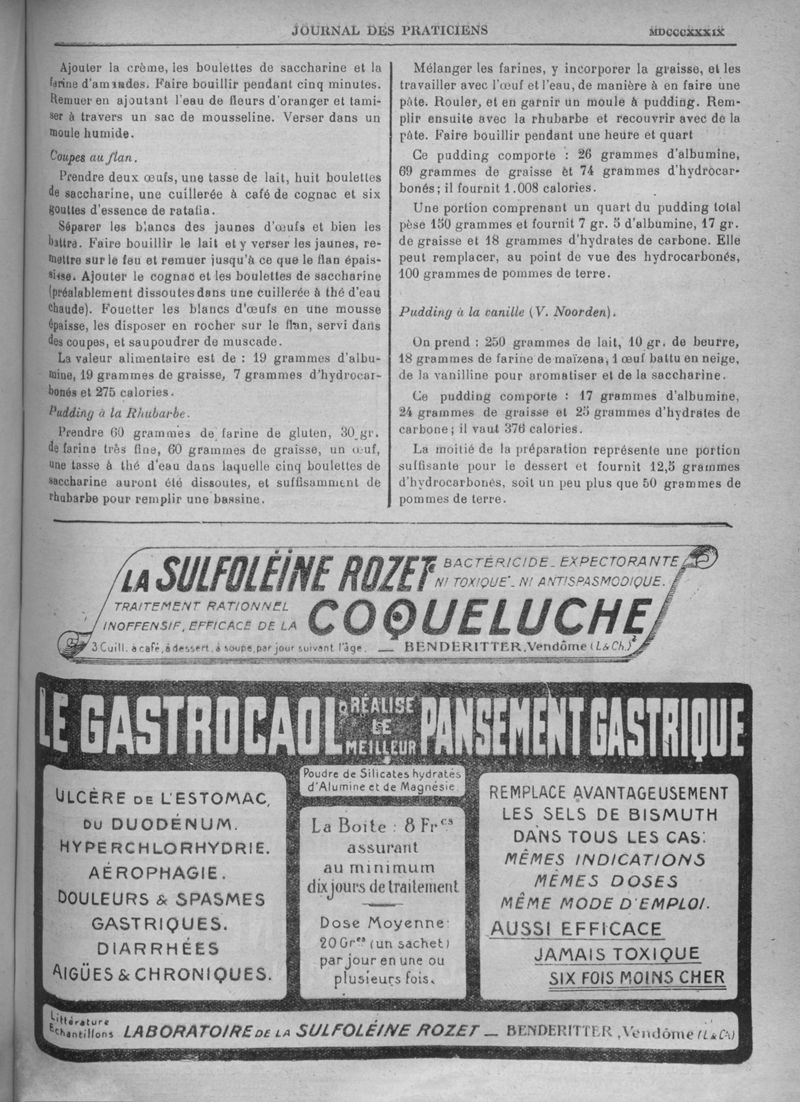 JOURNAL DES PRATICIENS
MDCCCXXXIX
Ajouter la crème, les boulettes de saccharine et la
farine d'amandes. Faire bouillir pendant cinq minutes.
Remuer en ajoutant l'eau de fleurs d'oranger et tami-
ser à travers un sac de mousseline. Verser dans un
moule humide.
Coupes au flan.
Prendre deux œufs, une tasse de lait, huit boulettes
de saccharine, une cuillerée à café de cognac et six
gouttes d'essence de ratafia.
Séparer les blancs des jaunes d'œufs et bien les
battre. Faire bouillir le lait et y verser les jaunes, re-
mettre sur le feu et remuer jusqu'à ce que le flan épais-
sisse. Ajouter le cognac et les boulettes de saccharine
(préalablement dissoutes dans une cuillerée à thé d'eau
chaude). Fouetter les blancs d'œufs en une mousse
épaisse, les disposer en rocher sur le flan, servi dans
des coupes, et saupoudrer de muscade.
La valeur alimentaire est de : 19 grammes d'albu-
mine, 19 grammes de graisse, 7 grammes d'hydrocar-
bonés et 275 calories.
Pudding à la Rhubarbe.
Prendre 60 grammes de farine de gluten, 30 gr.
de farine très fine, 60 grammes de graisse, un œuf,
une tasse à thé d'eau dans laquelle cinq boulettes de
saccharine auront été dissoutes, et suffisamment de
rhubarbe pour remplir une bassine.
Mélanger les farines, y incorporer la graisse, et les
travailler avec l'œuf et l'eau, de manière à en faire une
pâte. Rouler, et en garnir un moule à pudding. Rem-
plir ensuite avec la rhubarbe et recouvrir avec de la
pâte. Faire bouillir pendant une heure et quart
Ce pudding comporte : 26 grammes d'albumine,
69 grammes de graisse èt 74 grammes d'hydrocar-
bonés ; il fournit 1.008 calories.
Une portion comprenant un quart du pudding total
pèse 150 grammes et fournit 7 gr. 5 d'albumine, 17 gr.
de graisse et 18 grammes d'hydrates de carbone. Elle
peut remplacer, au point de vue des hydrocarbonés,
100 grammes de pommes de terre.
Pudding à la vanille (V. Noorden).
On prend : 250 grammes de lait, 10 gr. de beurre,
18 grammes de farine de maïzena, 1 œuf battu en neige,
de la vanilline pour aromatiser et de la saccharine.
Ce pudding comporte : 17 grammes d'albumine,
24 grammes de graisse et 25 grammes d'hydrates de
carbone ; il vaut 376 calories.
La moitié de la préparation représente une portion
suffisante pour le dessert et fournit 12,5 grammes
d'hydrocarbonés, soit un peu plus que 50 grammes de
pommes de terre.
LA SULFOLÉINE ROZET
BACTÉRICIDE_ EXPECTORANTE
NI TOXIQUE _ NI ANTISPASMODIQUE.
TRAITEMENT RATIONNEL
INOFFENSIF, EFFICACE DE LA
COQUELUCHE
3 Cuill. à café, à dessert, à soupe, par jour suivant l'âge. — BENDERITTER, Vendôme (L & Ch.)
LE GASTROCAOL
RÉALISE
LE
MEILLEUR
PANSEMENT GASTRIQUE
ULCÈRE DE L'ESTOMAC,
DU DUODÉNUM.
HYPERCHLORHYDRIE.
AÉROPHAGIE.
DOULEURS & SPASMES
GASTRIQUES.
DIARRHÉES
AIGÜES & CHRONIQUES.
Poudre de Silicates hydratés
d'Alumine et de Magnésie.
La Boite : 8 Frcs
assurant
au minimum
dix jours de traitement
Dose Moyenne :
20 Gres (un sachet)
par jour en une ou
plusieurs fois.
REMPLACE AVANTAGEUSEMENT
LES SELS DE BISMUTH
DANS TOUS LES CAS:
MÊMES INDICATIONS
MÊMES DOSES
MÊME MODE D'EMPLOI.
AUSSI EFFICACE
JAMAIS TOXIQUE
SIX FOIS MOINS CHER
Littérature
Echantillons
LABORATOIRE DE LA SULFOLÉINE ROZET — BENDERITTER, Vendôme (L & Ch.)